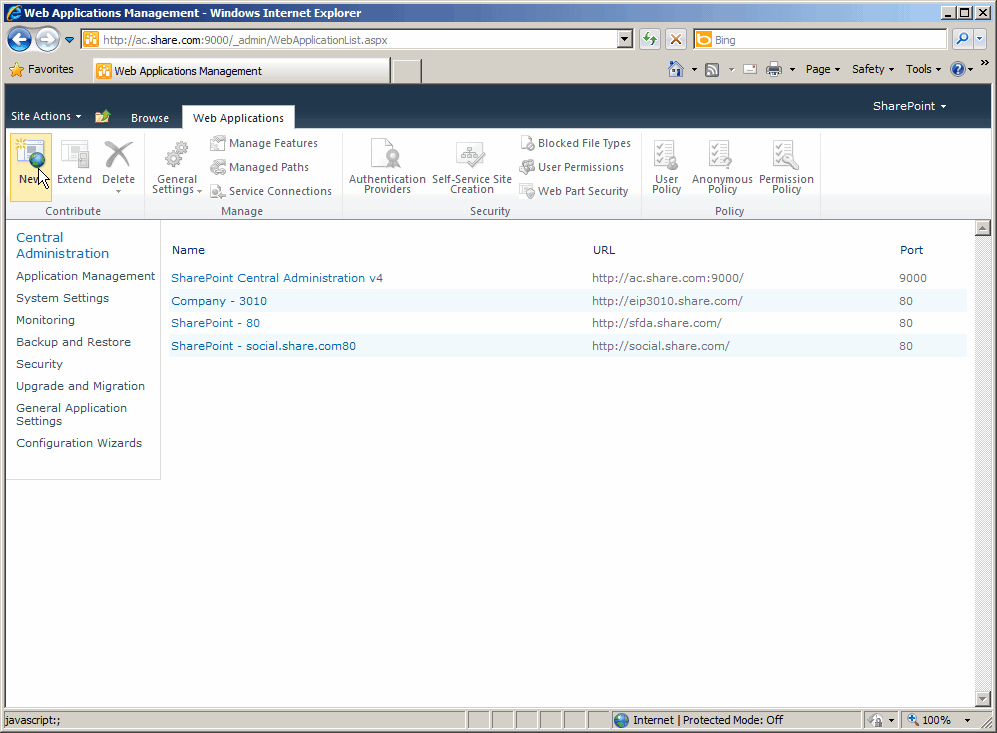 Web Applications Management - Windows Internet Explorer
http://ac.share.com:9000/_admin/WebApplicationList.aspx
Bing
Favorites
Web Applications Management
Page
Safety
Tools
»
Site Actions
Browse
Web Applications
SharePoint
New
Extend
Delete
Contribute
General
Settings
Manage Features
Managed Paths
Service Connections
Manage
Authentication
Providers
Self-Service Site
Creation
Blocked File Types
User Permissions
Web Part Security
Security
User
Policy
Anonymous
Policy
Permission
Policy
Policy
Central
Administration
Application Management
System Settings
Monitoring
Backup and Restore
Security
Upgrade and Migration
General Application
Settings
Configuration Wizards
Name URL Port
SharePoint Central Administration v4 http://ac.share.com:9000/ 9000
Company - 3010 http://eip3010.share.com/ 80
SharePoint - 80 http://sfda.share.com/ 80
SharePoint - social.share.com80 http://social.share.com/ 80
javascript:;
Internet | Protected Mode: Off
100%